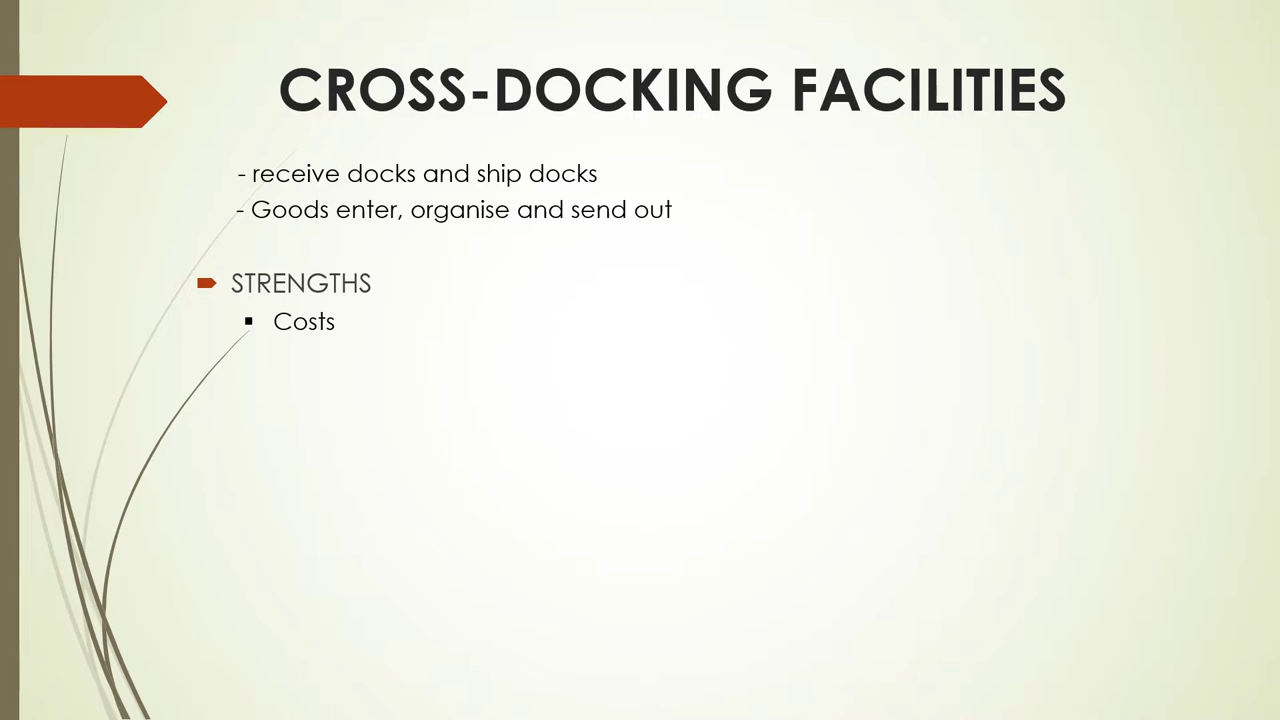 CROSS-DOCKING FACILITIES
- receive docks and ship docks
- Goods enter, organise and send out
STRENGTHS
▪ Costs